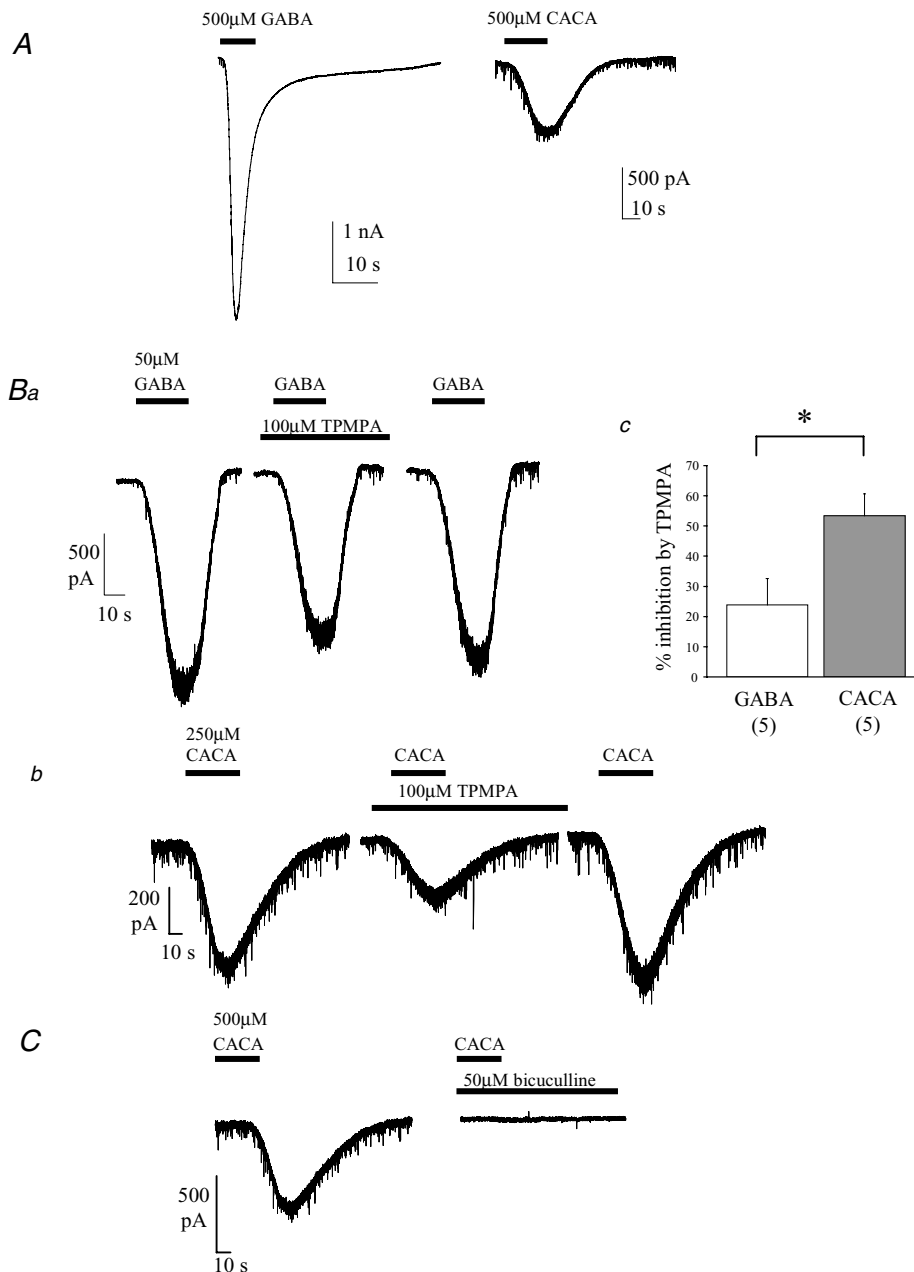 A
500µM GABA
500µM CACA
1 nA
10 s
500 pA
10 s
Ba
50µM
GABA
GABA
GABA
100µM TPMPA
500
pA
10 s
c
*
% inhibition by TPMPA
70
60
50
40
30
20
10
0
GABA
(5)
CACA
(5)
b
250µM
CACA
CACA
CACA
100µM TPMPA
200
pA
10 s
C
500µM
CACA
CACA
50µM bicuculline
500
pA
10 s